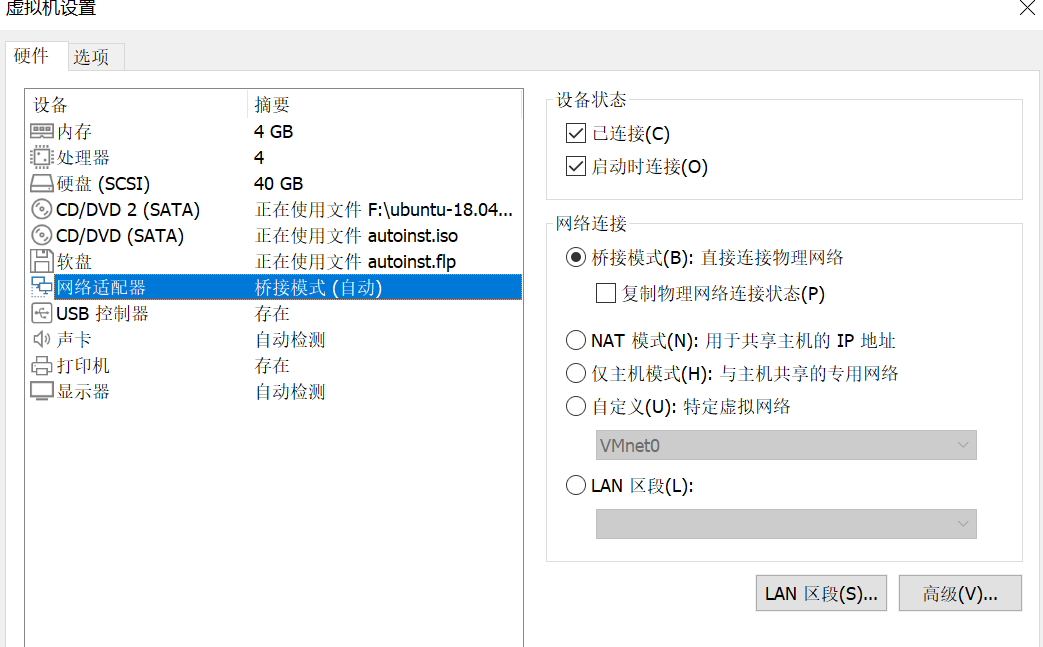 虚拟机设置
硬件 选项
设备 摘要
内存 4 GB
处理器 4
硬盘 (SCSI) 40 GB
CD/DVD 2 (SATA) 正在使用文件 F:\ubuntu-18.04...
CD/DVD (SATA) 正在使用文件 autoinst.iso
软盘 正在使用文件 autoinst.flp
网络适配器 桥接模式 (自动)
USB 控制器 存在
声卡 自动检测
打印机 存在
显示器 自动检测
设备状态
已连接(C)
启动时连接(O)
网络连接
桥接模式(B): 直接连接物理网络
复制物理网络连接状态(P)
NAT 模式(N): 用于共享主机的 IP 地址
仅主机模式(H): 与主机共享的专用网络
自定义(U): 特定虚拟网络
VMnet0
LAN 区段(L):
LAN 区段(S)... 高级(V)...